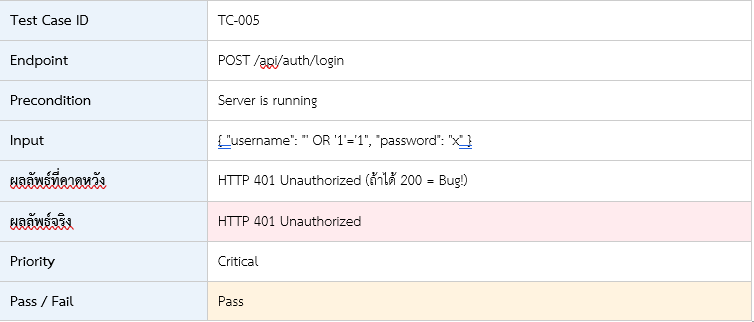 Test Case ID TC-005
Endpoint POST /api/auth/login
Precondition Server is running
Input { "username": "' OR '1'='1", "password": "x" }
ผลลัพธ์ที่คาดหวัง HTTP 401 Unauthorized (ถ้าได้ 200 = Bug!)
ผลลัพธ์จริง HTTP 401 Unauthorized
Priority Critical
Pass / Fail Pass